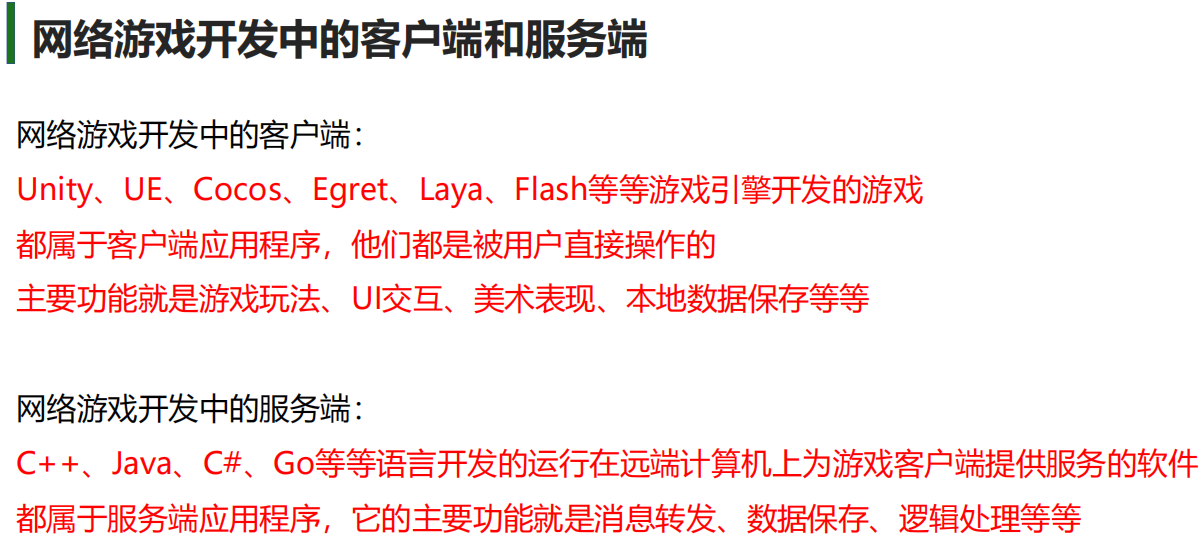 网络游戏开发中的客户端和服务端
网络游戏开发中的客户端：
Unity、UE、Cocos、Egret、Laya、Flash等等游戏引擎开发的游戏
都属于客户端应用程序，他们都是被用户直接操作的
主要功能就是游戏玩法、UI交互、美术表现、本地数据保存等等
网络游戏开发中的服务端：
C++、Java、C#、Go等等语言开发的运行在远端计算机上为游戏客户端提供服务的软件
都属于服务端应用程序，它的主要功能就是消息转发、数据保存、逻辑处理等等